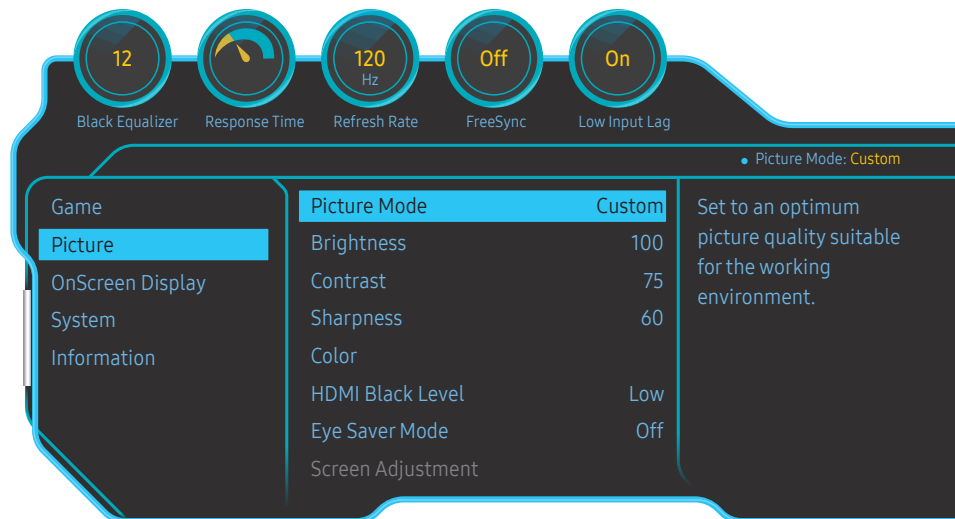 12
120
Hz
Off
On
Black Equalizer
Response Time
Refresh Rate
FreeSync
Low Input Lag
Picture Mode: Custom
Game
Picture
OnScreen Display
System
Information
Picture Mode Custom
Brightness 100
Contrast 75
Sharpness 60
Color
HDMI Black Level Low
Eye Saver Mode Off
Screen Adjustment
Set to an optimum
picture quality suitable
for the working
environment.